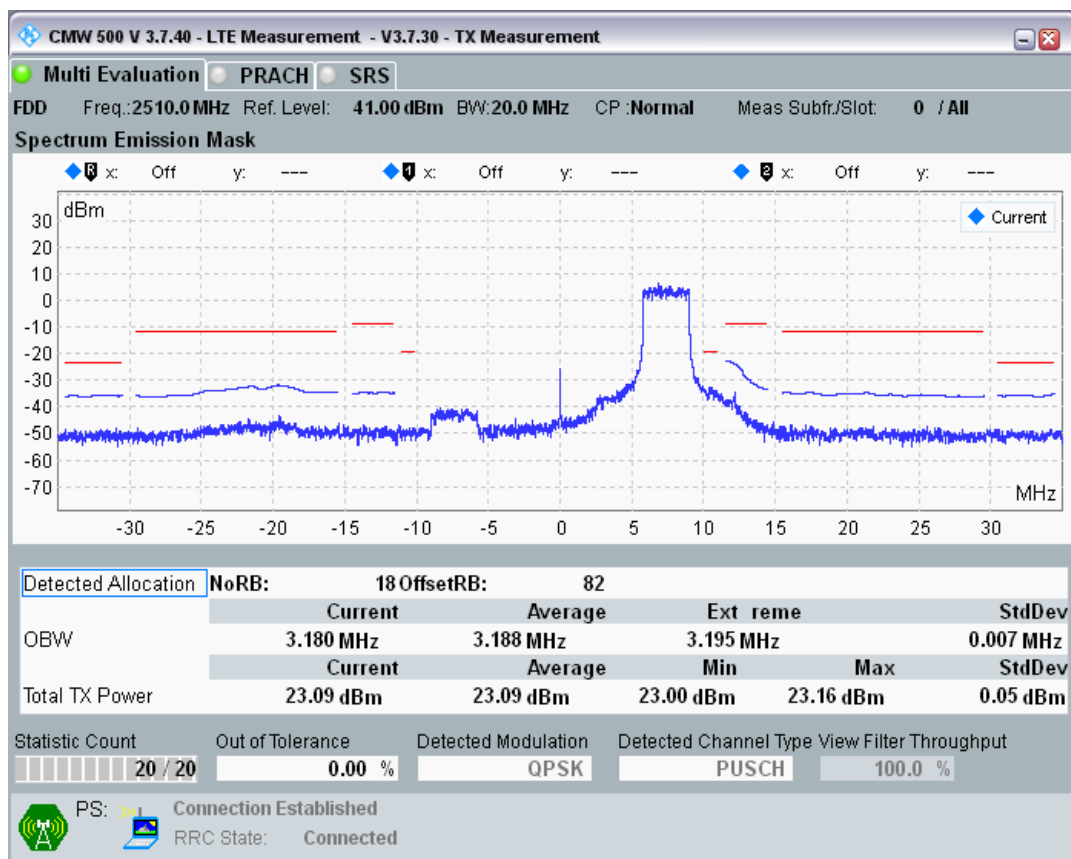 CMW 500 V 3.7.40 - LTE Measurement - V3.7.30 - TX Measurement
Multi Evaluation PRACH SRS
FDD Freq.:2510.0 MHz Ref. Level: 41.00 dBm BW:20.0 MHz CP :Normal Meas Subfr./Slot: 0 / All
Spectrum Emission Mask
R x: Off y: --- 1 x: Off y: --- 2 x: Off y: ---
dBm
Current
30
20
10
0
-10
-20
-30
-40
-50
-60
-70
MHz
-30 -25 -20 -15 -10 -5 0 5 10 15 20 25 30
Detected Allocation NoRB: 18 OffsetRB: 82
Current Average Ext reme StdDev
OBW 3.180 MHz 3.188 MHz 3.195 MHz 0.007 MHz
Current Average Min Max StdDev
Total TX Power 23.09 dBm 23.09 dBm 23.00 dBm 23.16 dBm 0.05 dBm
Statistic Count Out of Tolerance Detected Modulation Detected Channel Type View Filter Throughput
20 / 20 0.00 % QPSK PUSCH 100.0 %
PS: Connection Established
RRC State: Connected